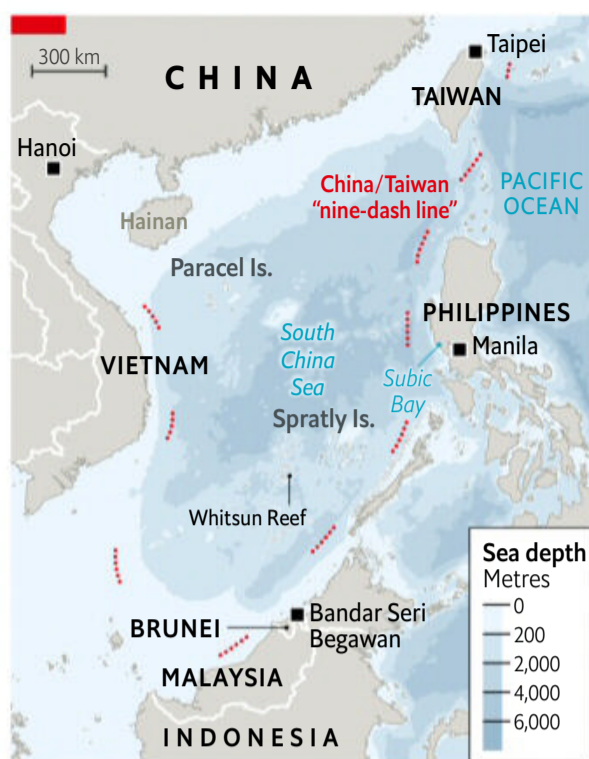 300 km
CHINA
Taipei
TAIWAN
Hanoi
China/Taiwan
“nine-dash line”
PACIFIC
OCEAN
Hainan
Paracel Is.
PHILIPPINES
South
China
Sea
Manila
VIETNAM
Subic
Bay
Spratly Is.
Whitsun Reef
Sea depth
Metres
0
200
2,000
4,000
6,000
BRUNEI
Bandar Seri
Begawan
MALAYSIA
INDONESIA